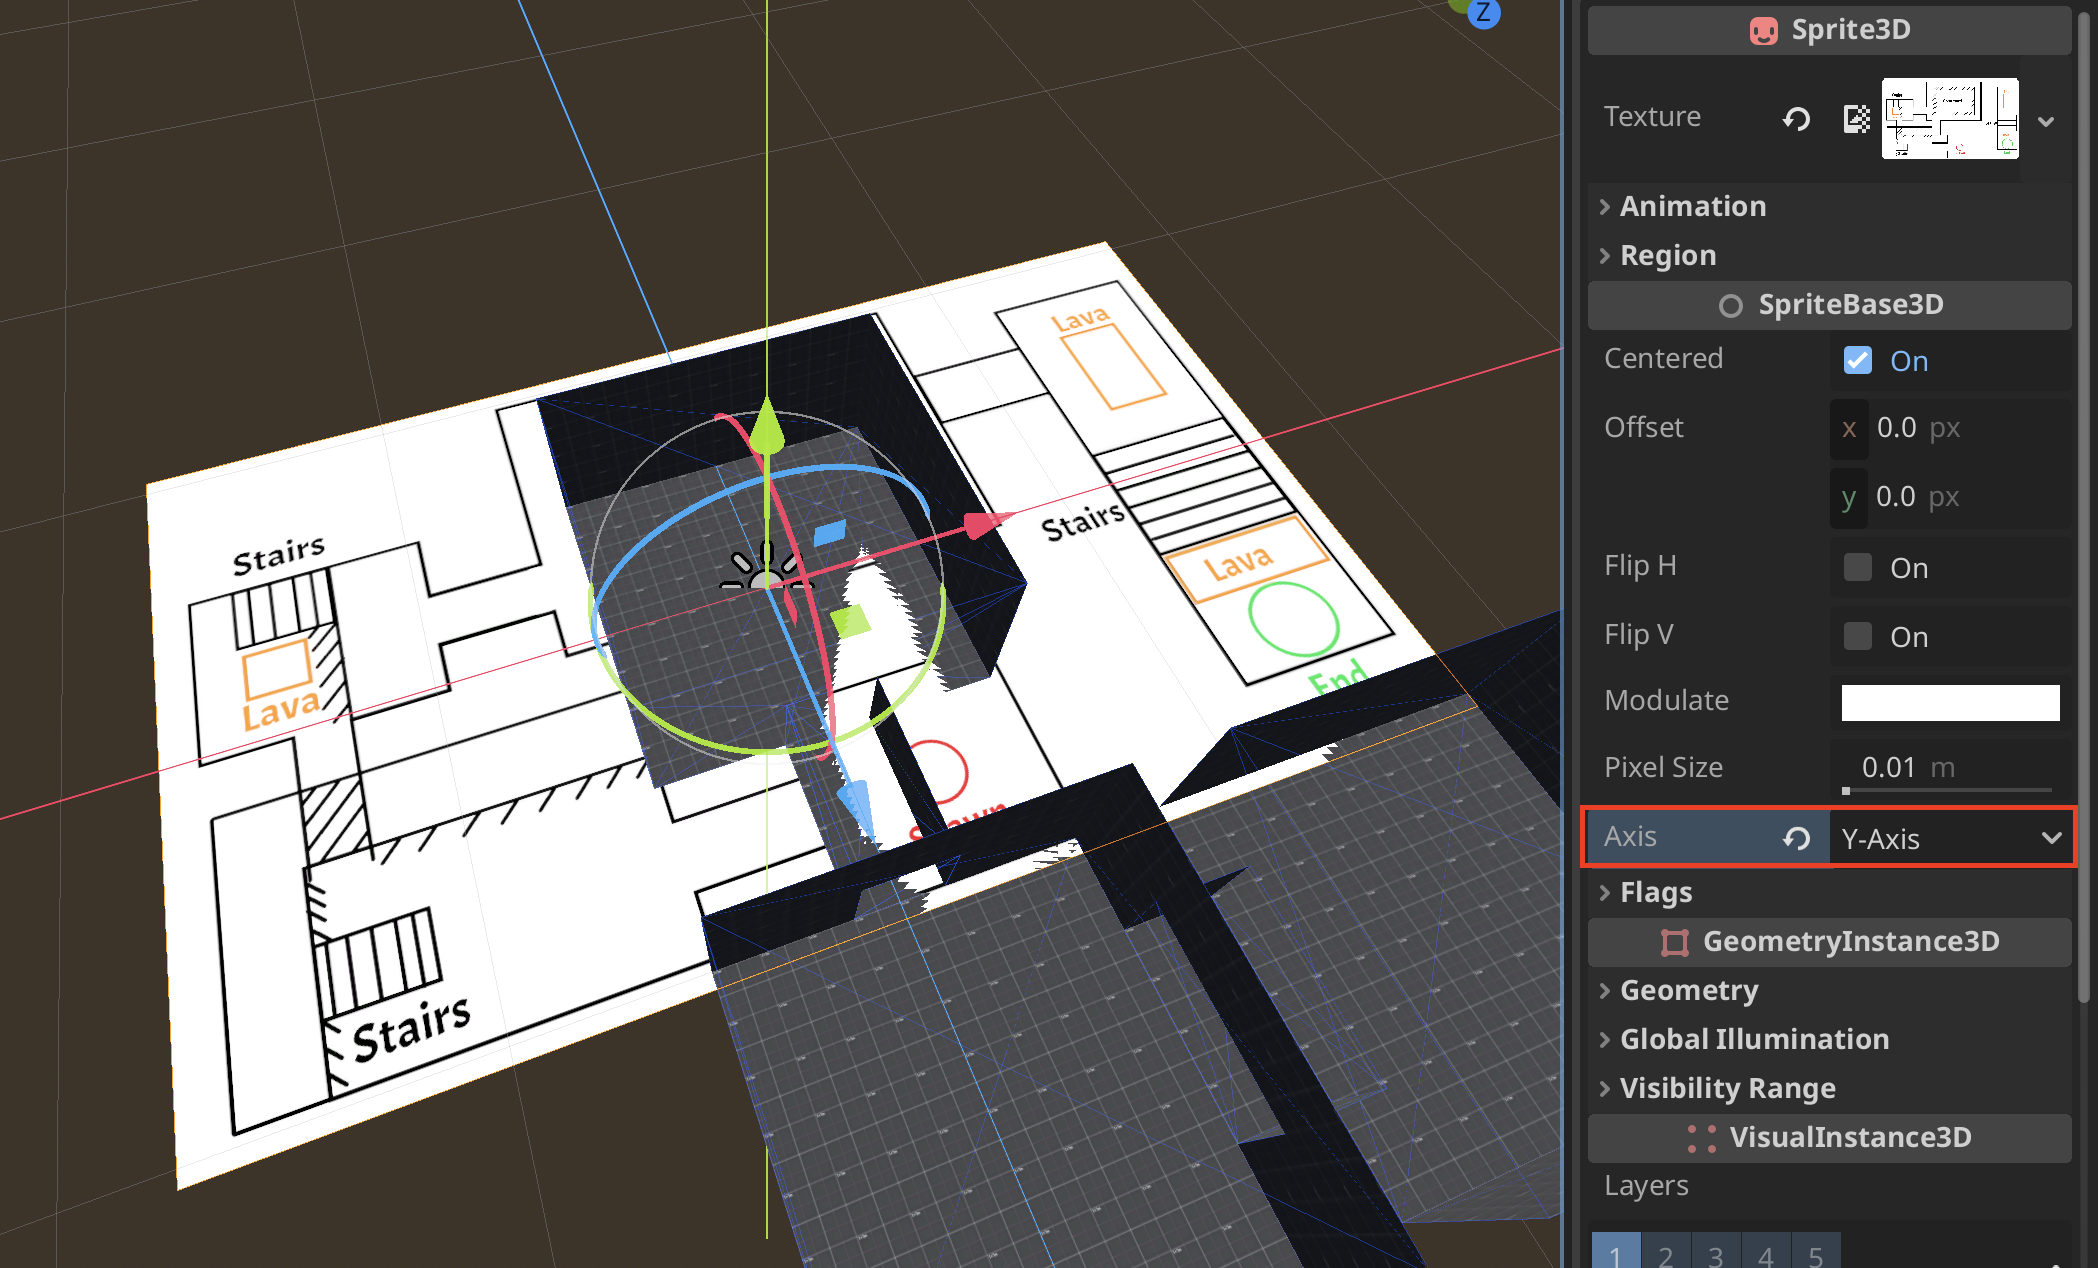 Z
Lava
Stairs
Stairs
Lava
Lava
End
Stairs
Sprite3D
Texture
Animation
Region
SpriteBase3D
Centered On
Offset x 0.0 px
y 0.0 px
Flip H On
Flip V On
Modulate
Pixel Size 0.01 m
Axis Y-Axis
Flags
GeometryInstance3D
Geometry
Global Illumination
Visibility Range
VisualInstance3D
Layers
1 2 3 4 5